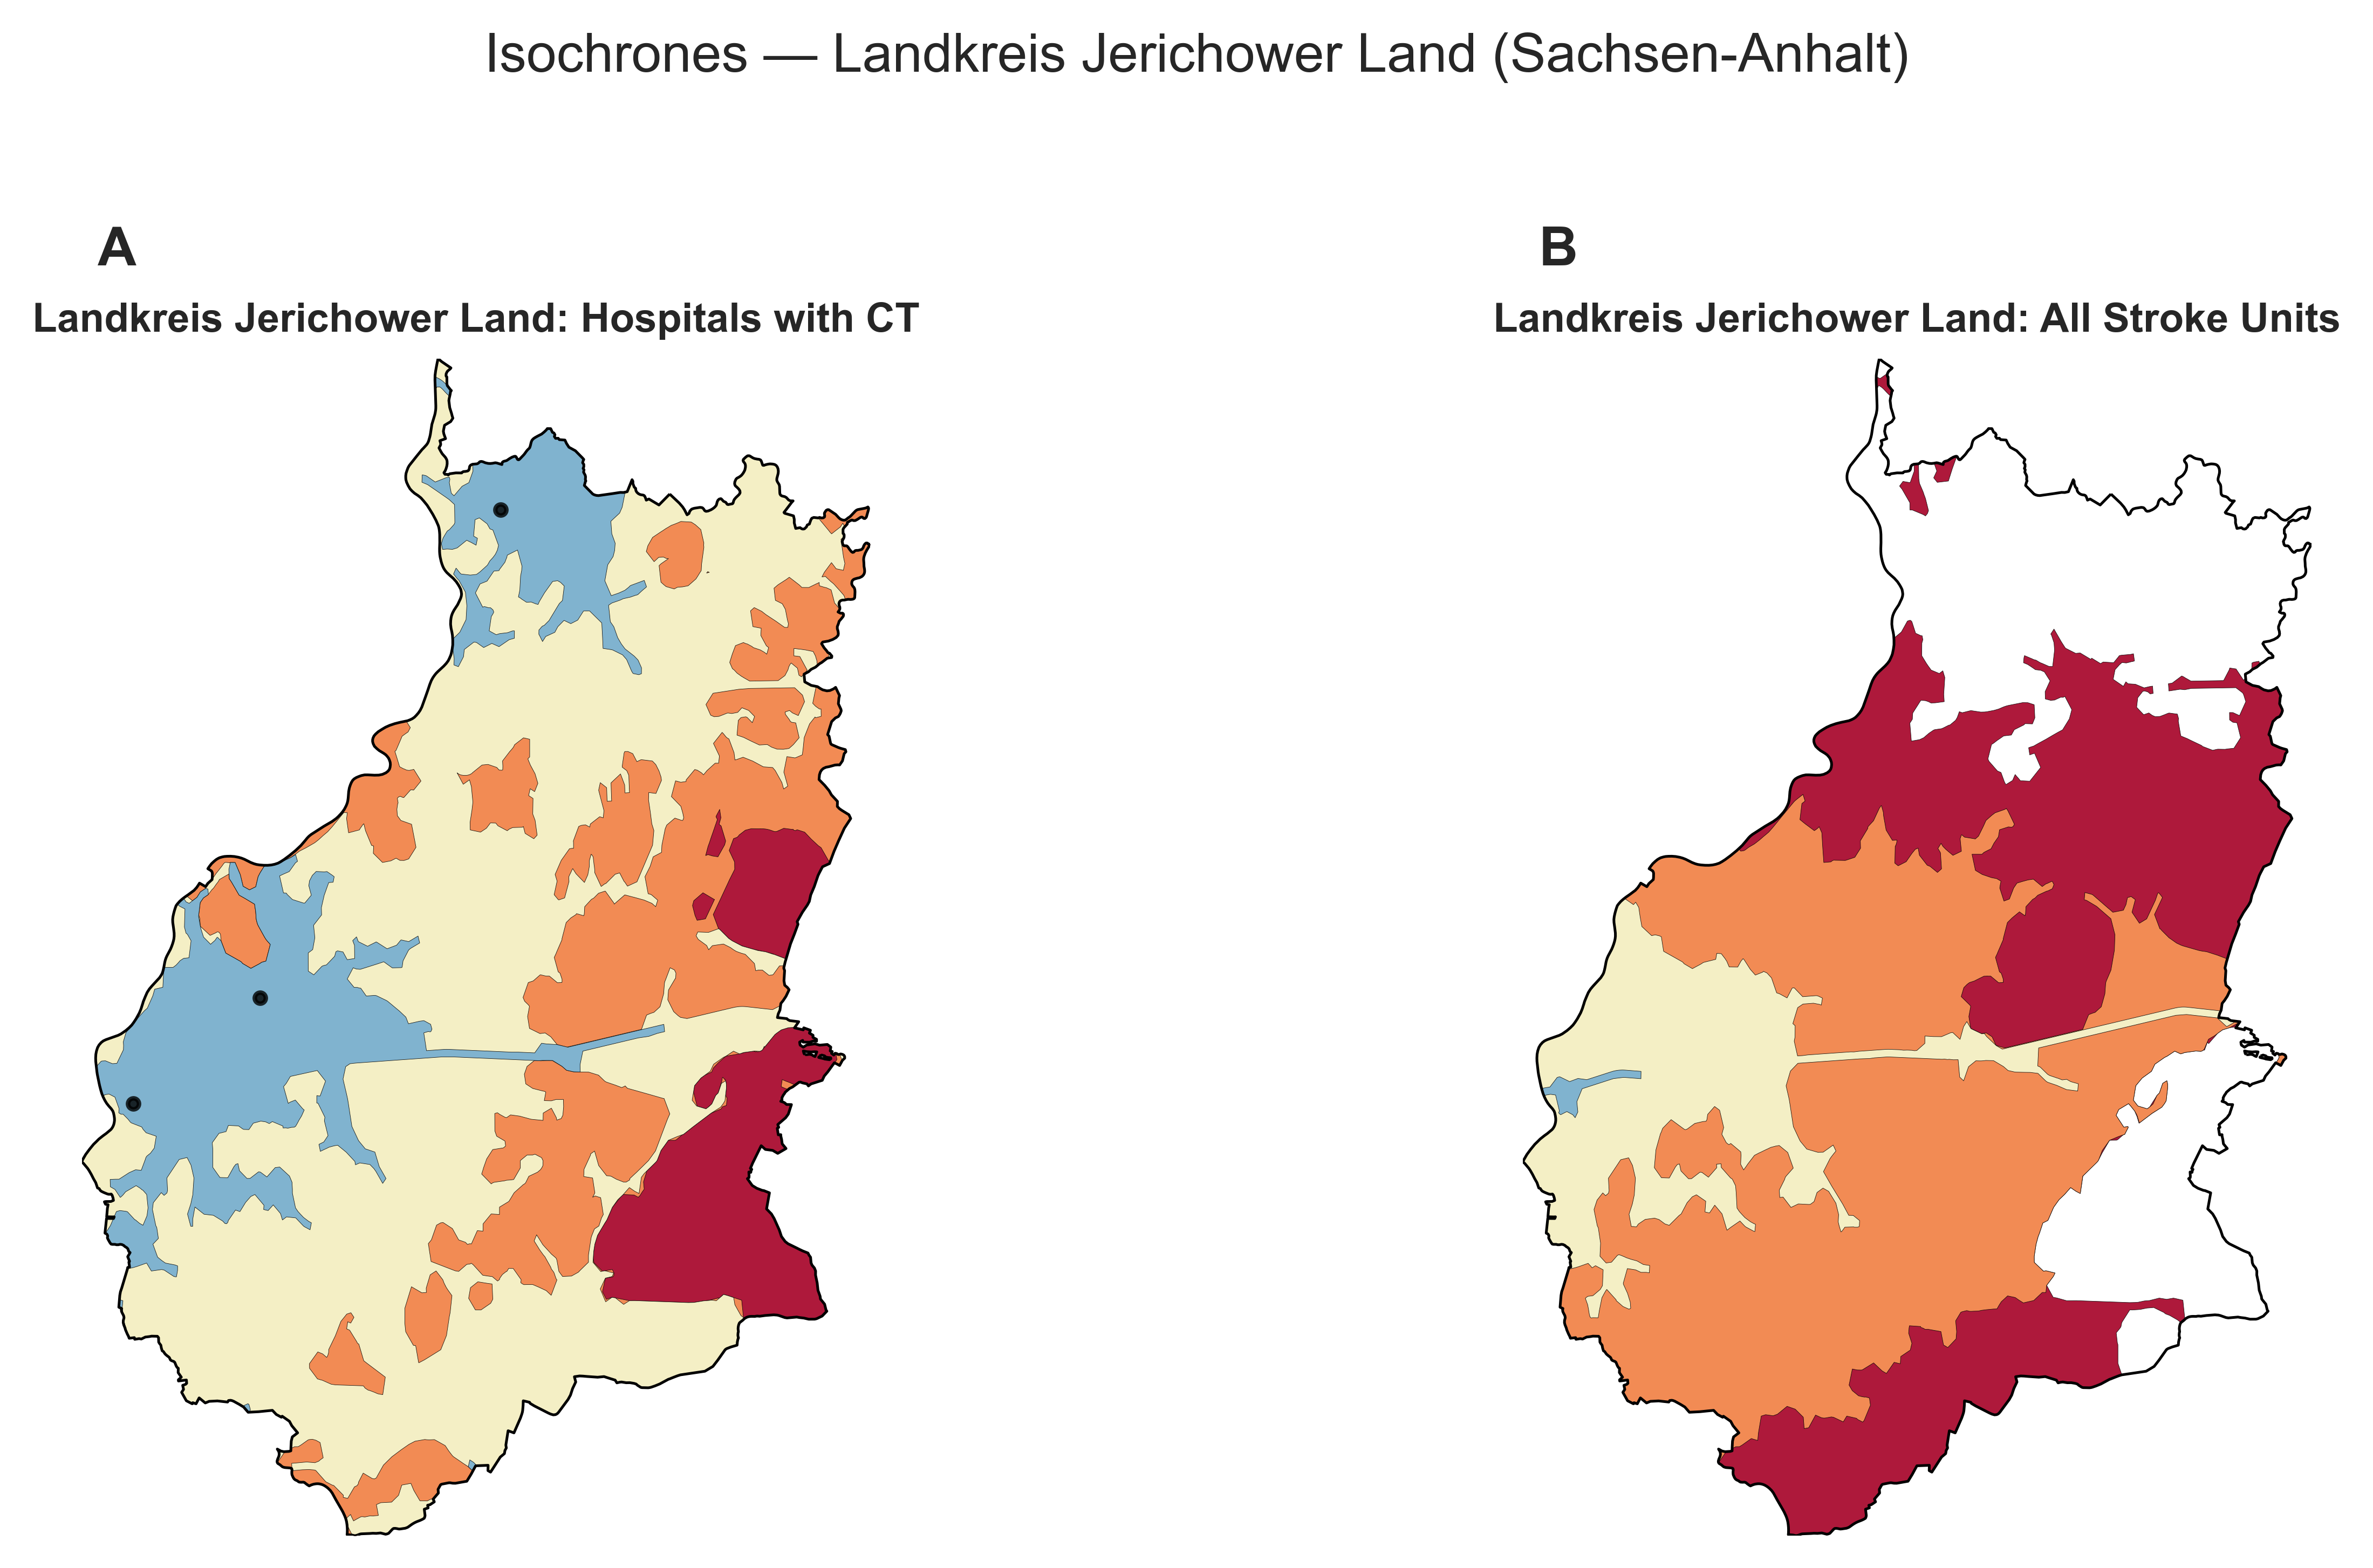 Isochrones — Landkreis Jerichower Land (Sachsen-Anhalt)
A
Landkreis Jerichower Land: Hospitals with CT
B
Landkreis Jerichower Land: All Stroke Units